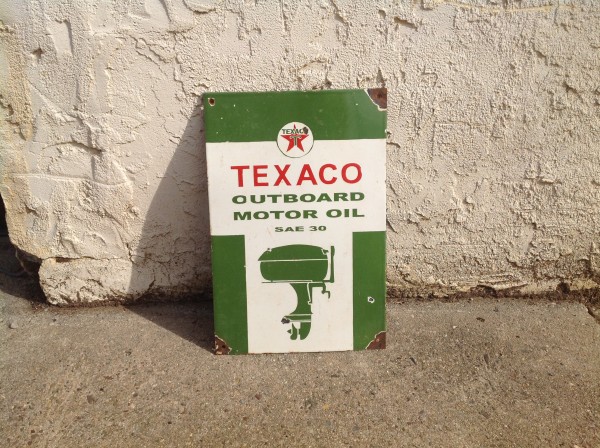 TEXACO
TEXACO
OUTBOARD
MOTOR OIL
SAE 30